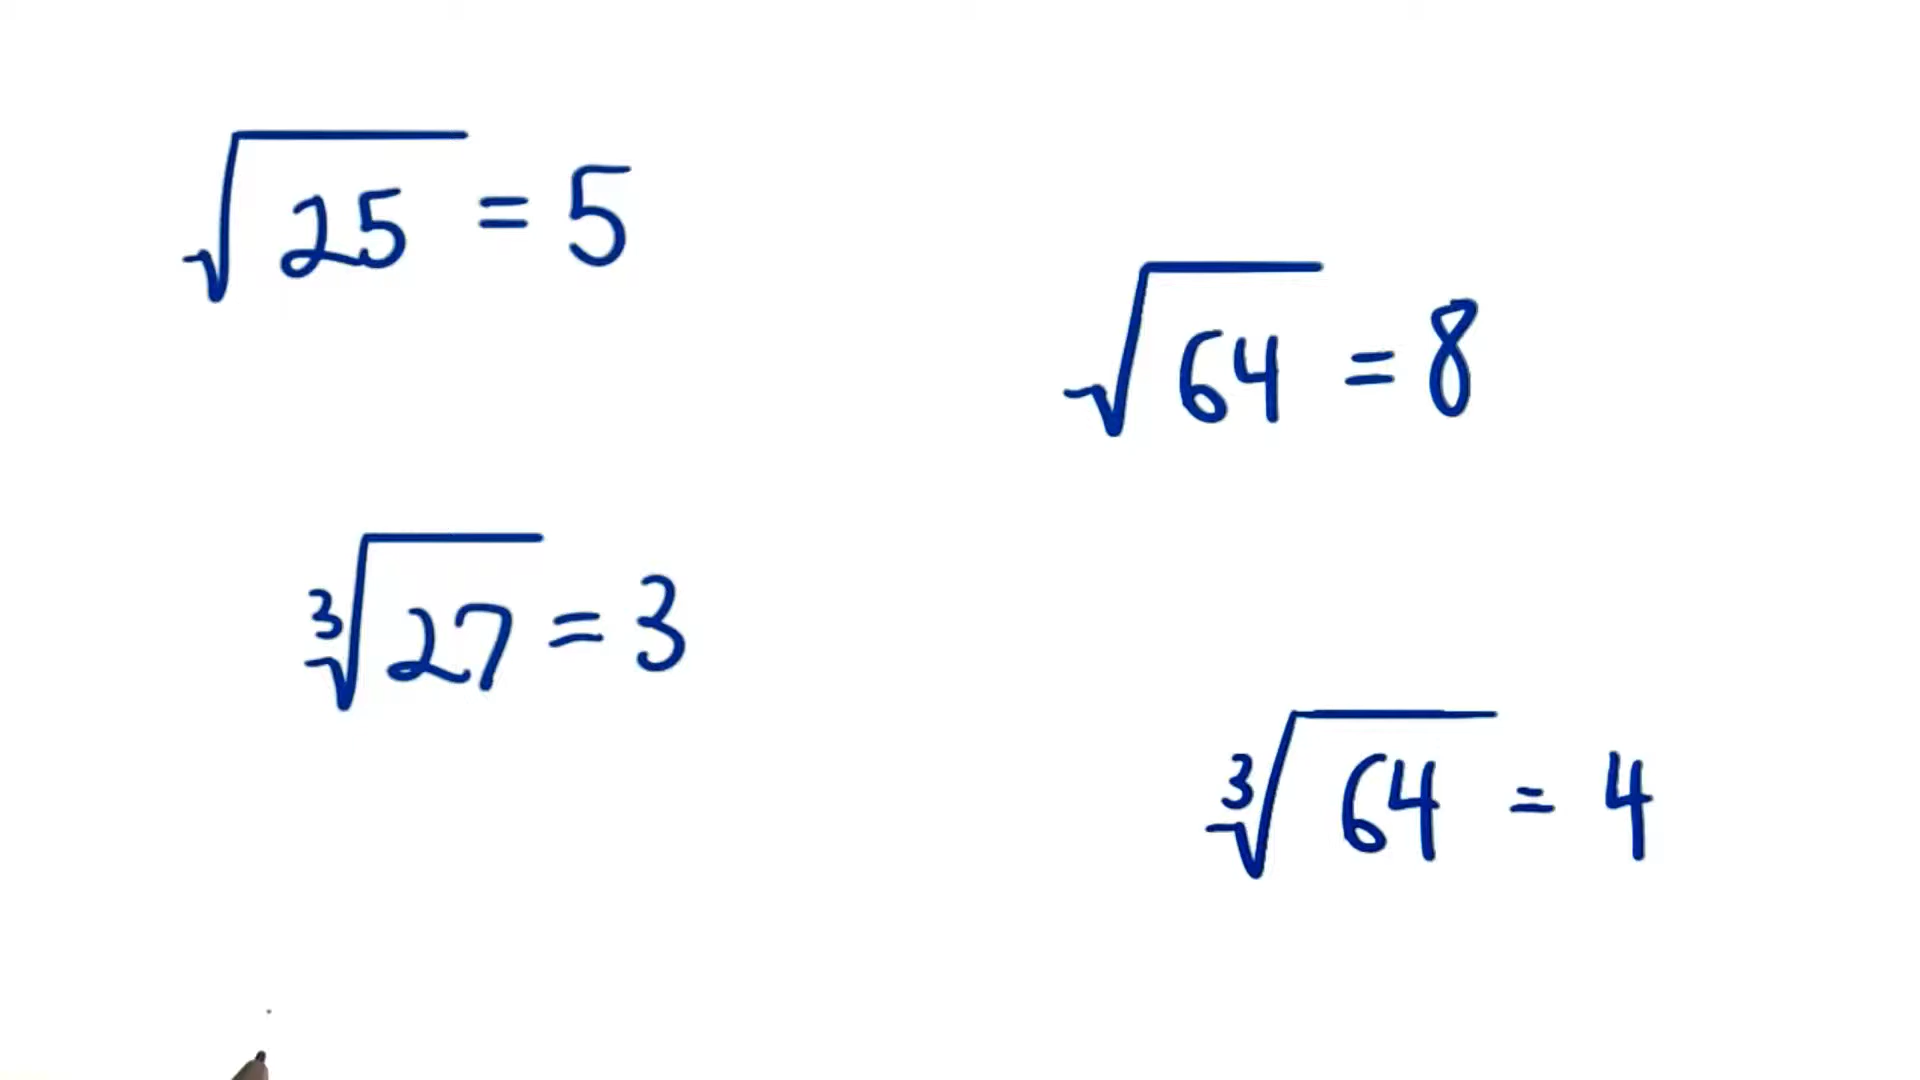 √25 = 5
√64 = 8
∛27 = 3
∛64 = 4